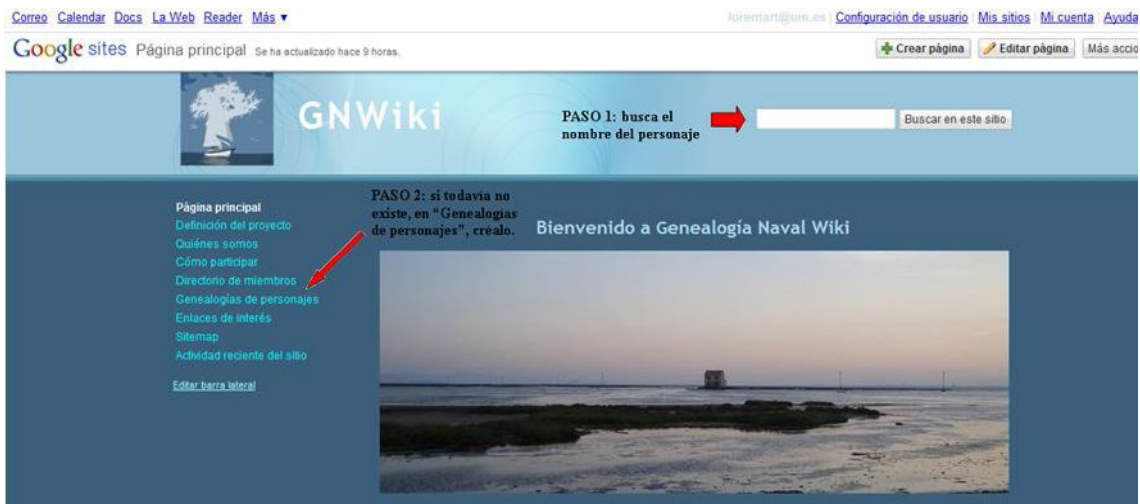 Correo Calendar Docs La Web Reader Más ▼
loremart@um.es | Configuración de usuario | Mis sitios | Mi cuenta | Ayuda
Google sites Página principal Se ha actualizado hace 9 horas.
Crear página Editar página Más accio
GNWiki
PASO 1: busca el
nombre del personaje
Buscar en este sitio
PASO 2: si todavía no
existe, en "Genealogías
de personajes", créalo.
Página principal
Definición del proyecto
Quiénes somos
Cómo participar
Directorio de miembros
Genealogías de personajes
Enlaces de interés
Sitemap
Actividad reciente del sitio
Editar barra lateral
Bienvenido a Genealogía Naval Wiki